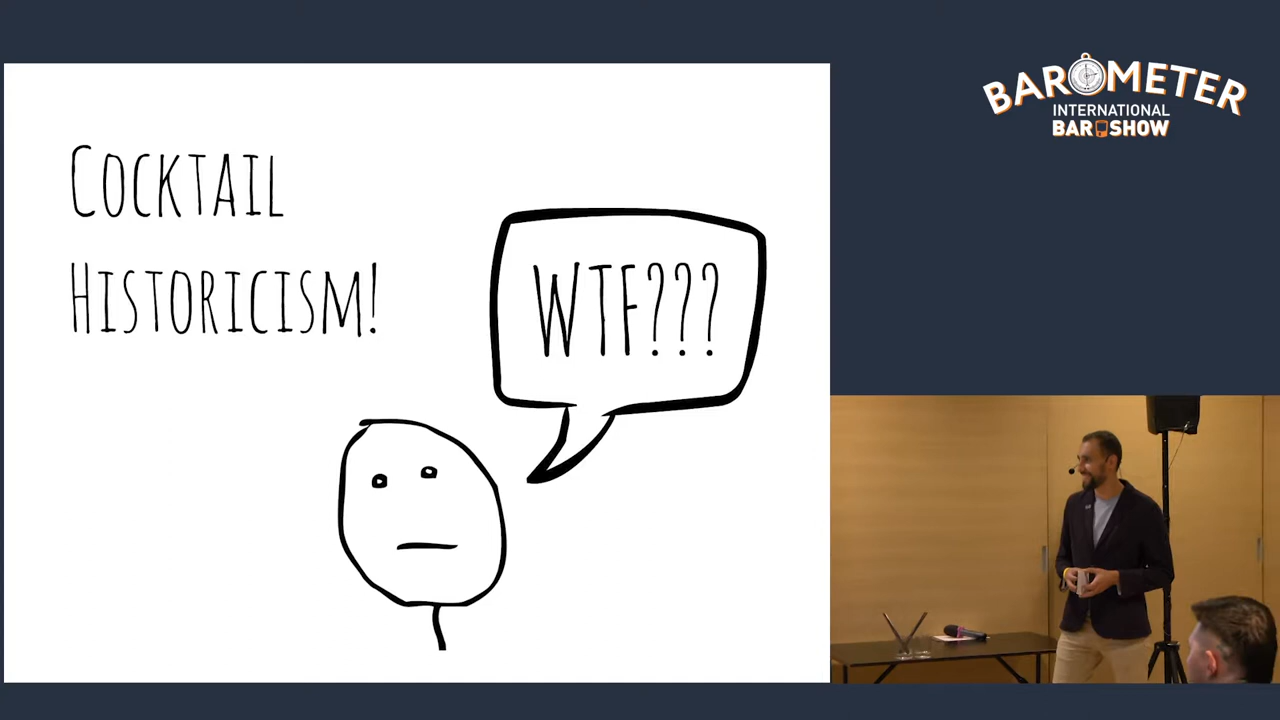 COCKTAIL
HISTORICISM!
WTF???
BAROMETER
INTERNATIONAL
BAR SHOW